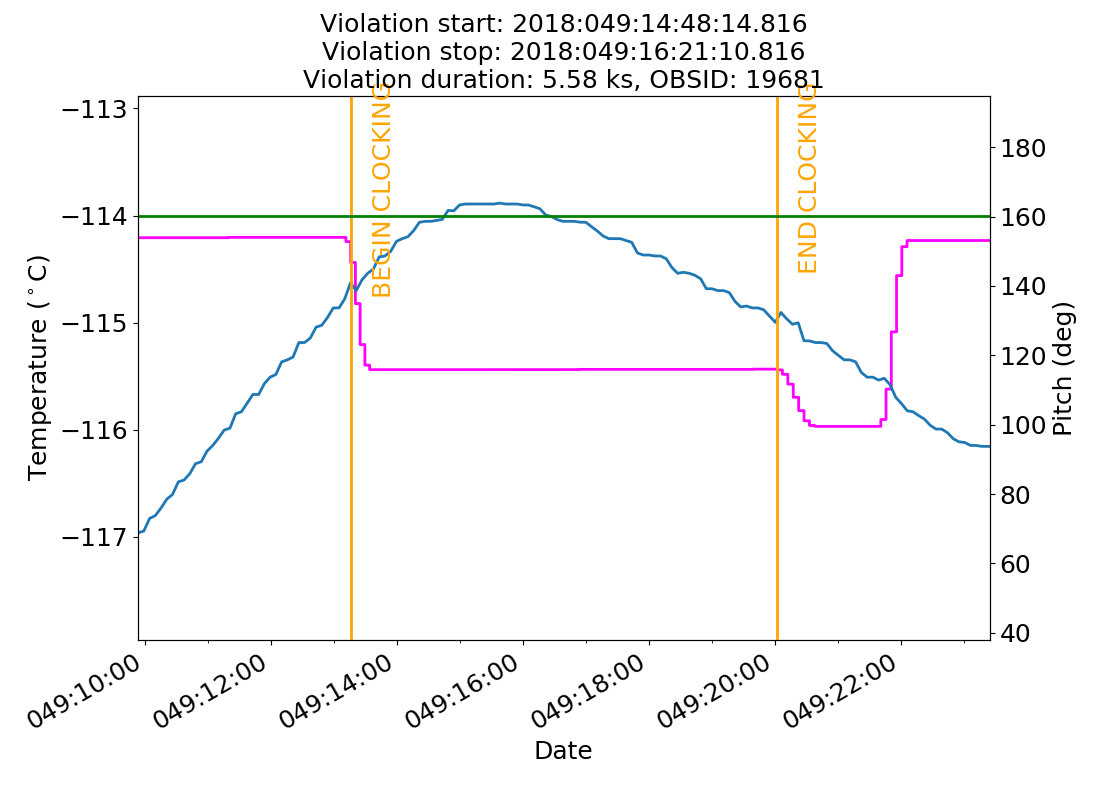 Violation start: 2018:049:14:48:14.816
Violation stop: 2018:049:16:21:10.816
Violation duration: 5.58 ks, OBSID: 19681
BEGIN CLOCKING
END CLOCKING
−113
−114
−115
−116
−117
Temperature (°C)
180
160
140
120
100
80
60
40
Pitch (deg)
049:10:00
049:12:00
049:14:00
049:16:00
049:18:00
049:20:00
049:22:00
Date